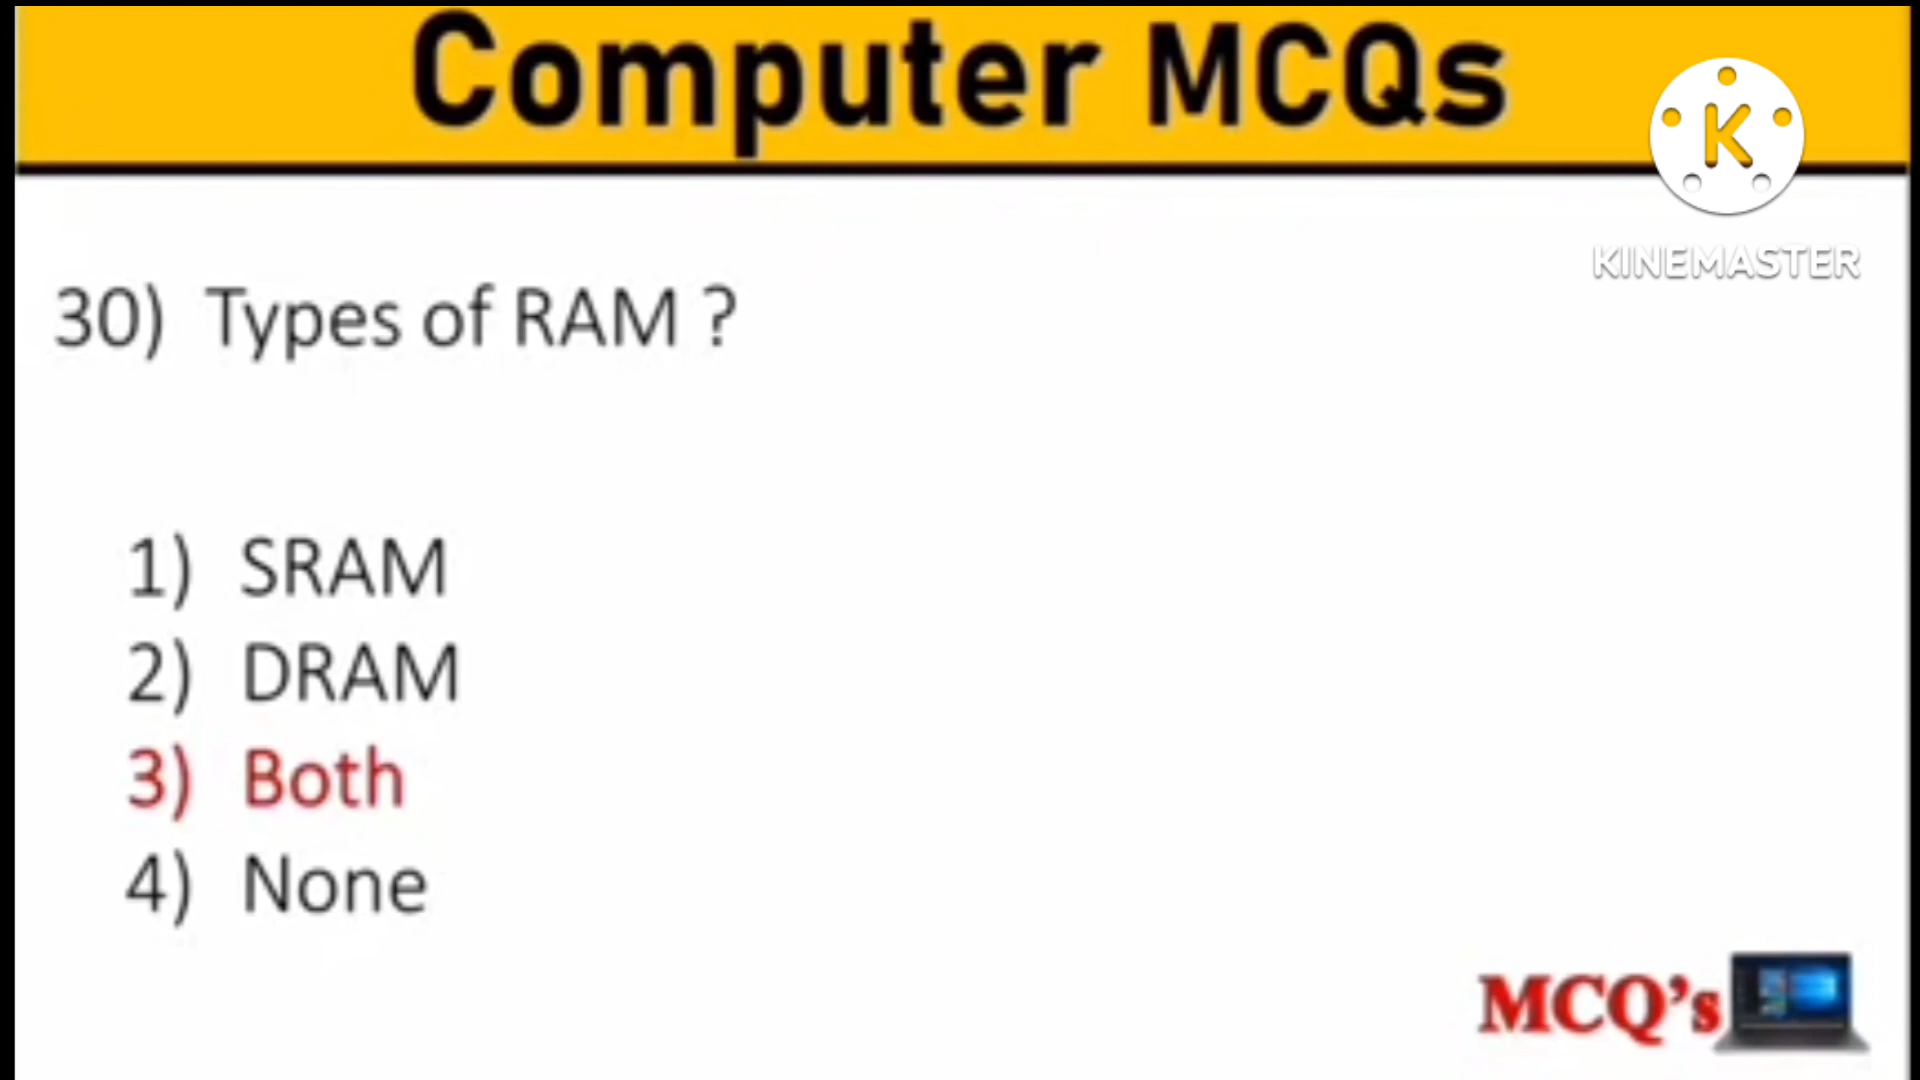 Computer MCQs
K
KINEMASTER
30) Types of RAM ?
1) SRAM
2) DRAM
3) Both
4) None
MCQ's